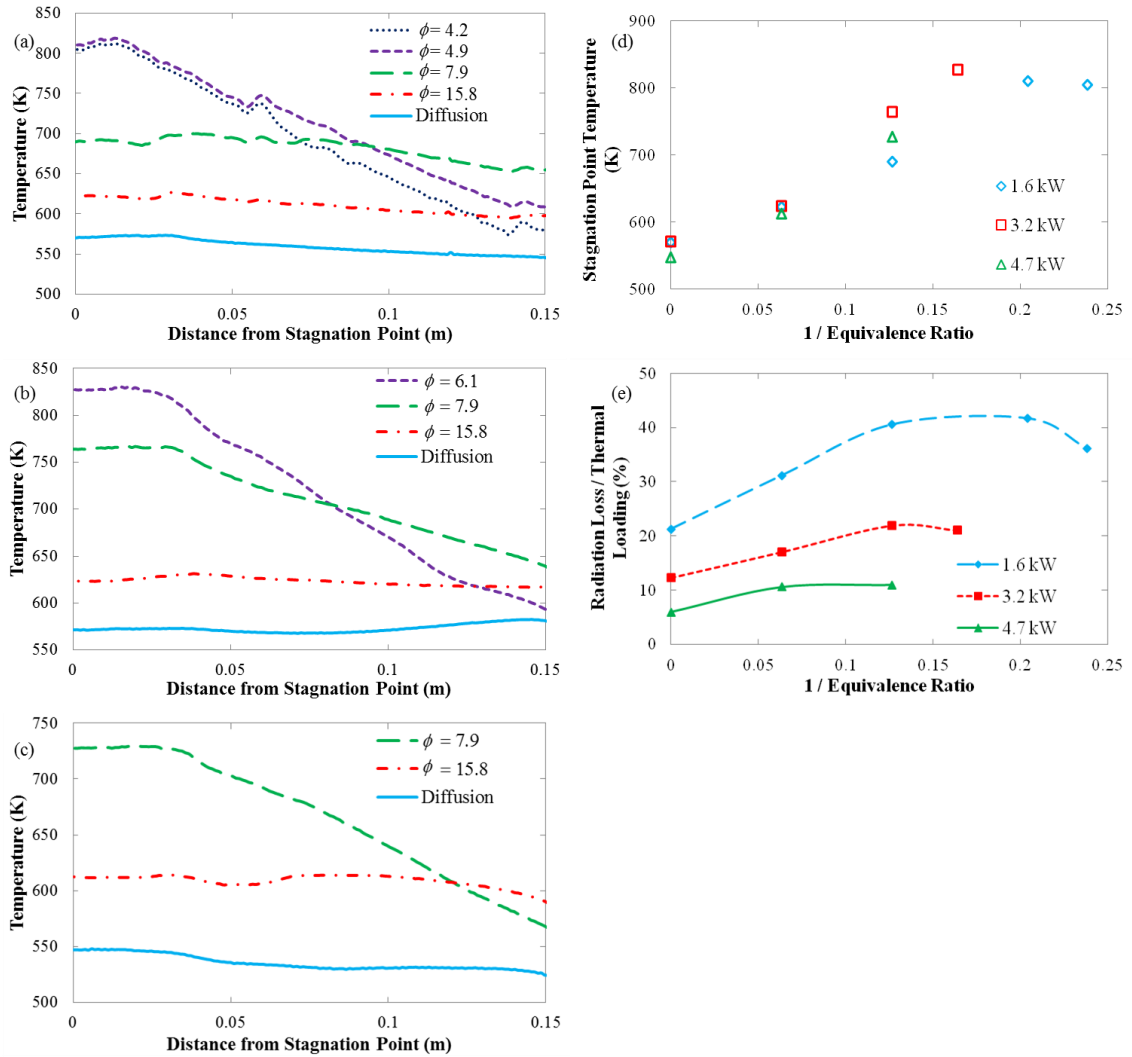 (a)
Temperature (K)
850
800
750
700
650
600
550
500
ϕ= 4.2
ϕ= 4.9
ϕ= 7.9
ϕ= 15.8
Diffusion
0
0.05
0.1
0.15
Distance from Stagnation Point (m)
(d)
Stagnation Point Temperature
(K)
900
800
700
600
500
1.6 kW
3.2 kW
4.7 kW
0
0.05
0.1
0.15
0.2
0.25
1 / Equivalence Ratio
(b)
Temperature (K)
850
800
750
700
650
600
550
ϕ = 6.1
ϕ = 7.9
ϕ = 15.8
Diffusion
0
0.05
0.1
0.15
Distance from Stagnation Point (m)
(e)
Radiation Loss / Thermal
Loading (%)
50
40
30
20
10
0
1.6 kW
3.2 kW
4.7 kW
0
0.05
0.1
0.15
0.2
0.25
1 / Equivalence Ratio
(c)
Temperature (K)
750
700
650
600
550
500
ϕ = 7.9
ϕ = 15.8
Diffusion
0
0.05
0.1
0.15
Distance from Stagnation Point (m)